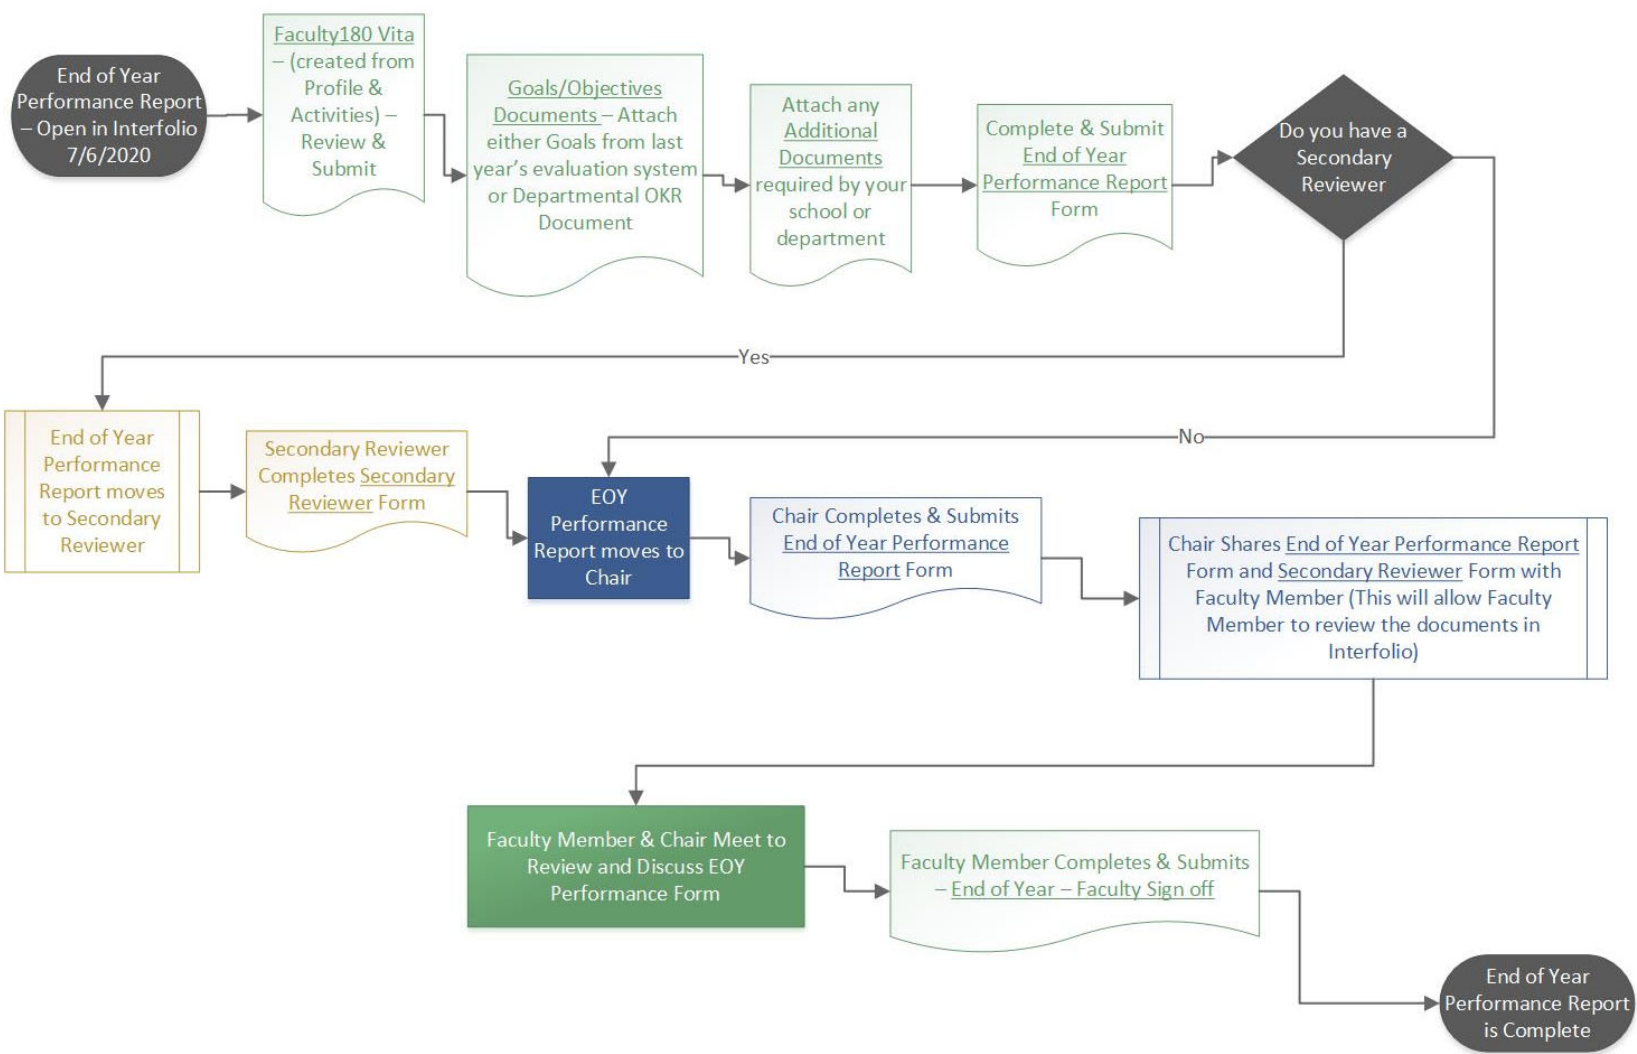 End of Year
Performance Report
– Open in Interfolio
7/6/2020
Faculty180 Vita
– (created from
Profile &
Activities) –
Review &
Submit
Goals/Objectives
Documents – Attach
either Goals from last
year's evaluation system
or Departmental OKR
Document
Attach any
Additional
Documents
required by your
school or
department
Complete & Submit
End of Year
Performance Report
Form
Do you have a
Secondary
Reviewer
Yes
No
End of Year
Performance
Report moves
to Secondary
Reviewer
Secondary Reviewer
Completes Secondary
Reviewer Form
EOY
Performance
Report moves to
Chair
Chair Completes & Submits
End of Year Performance
Report Form
Chair Shares End of Year Performance Report
Form and Secondary Reviewer Form with
Faculty Member (This will allow Faculty
Member to review the documents in
Interfolio)
Faculty Member & Chair Meet to
Review and Discuss EOY
Performance Form
Faculty Member Completes & Submits
– End of Year – Faculty Sign off
End of Year
Performance Report
is Complete